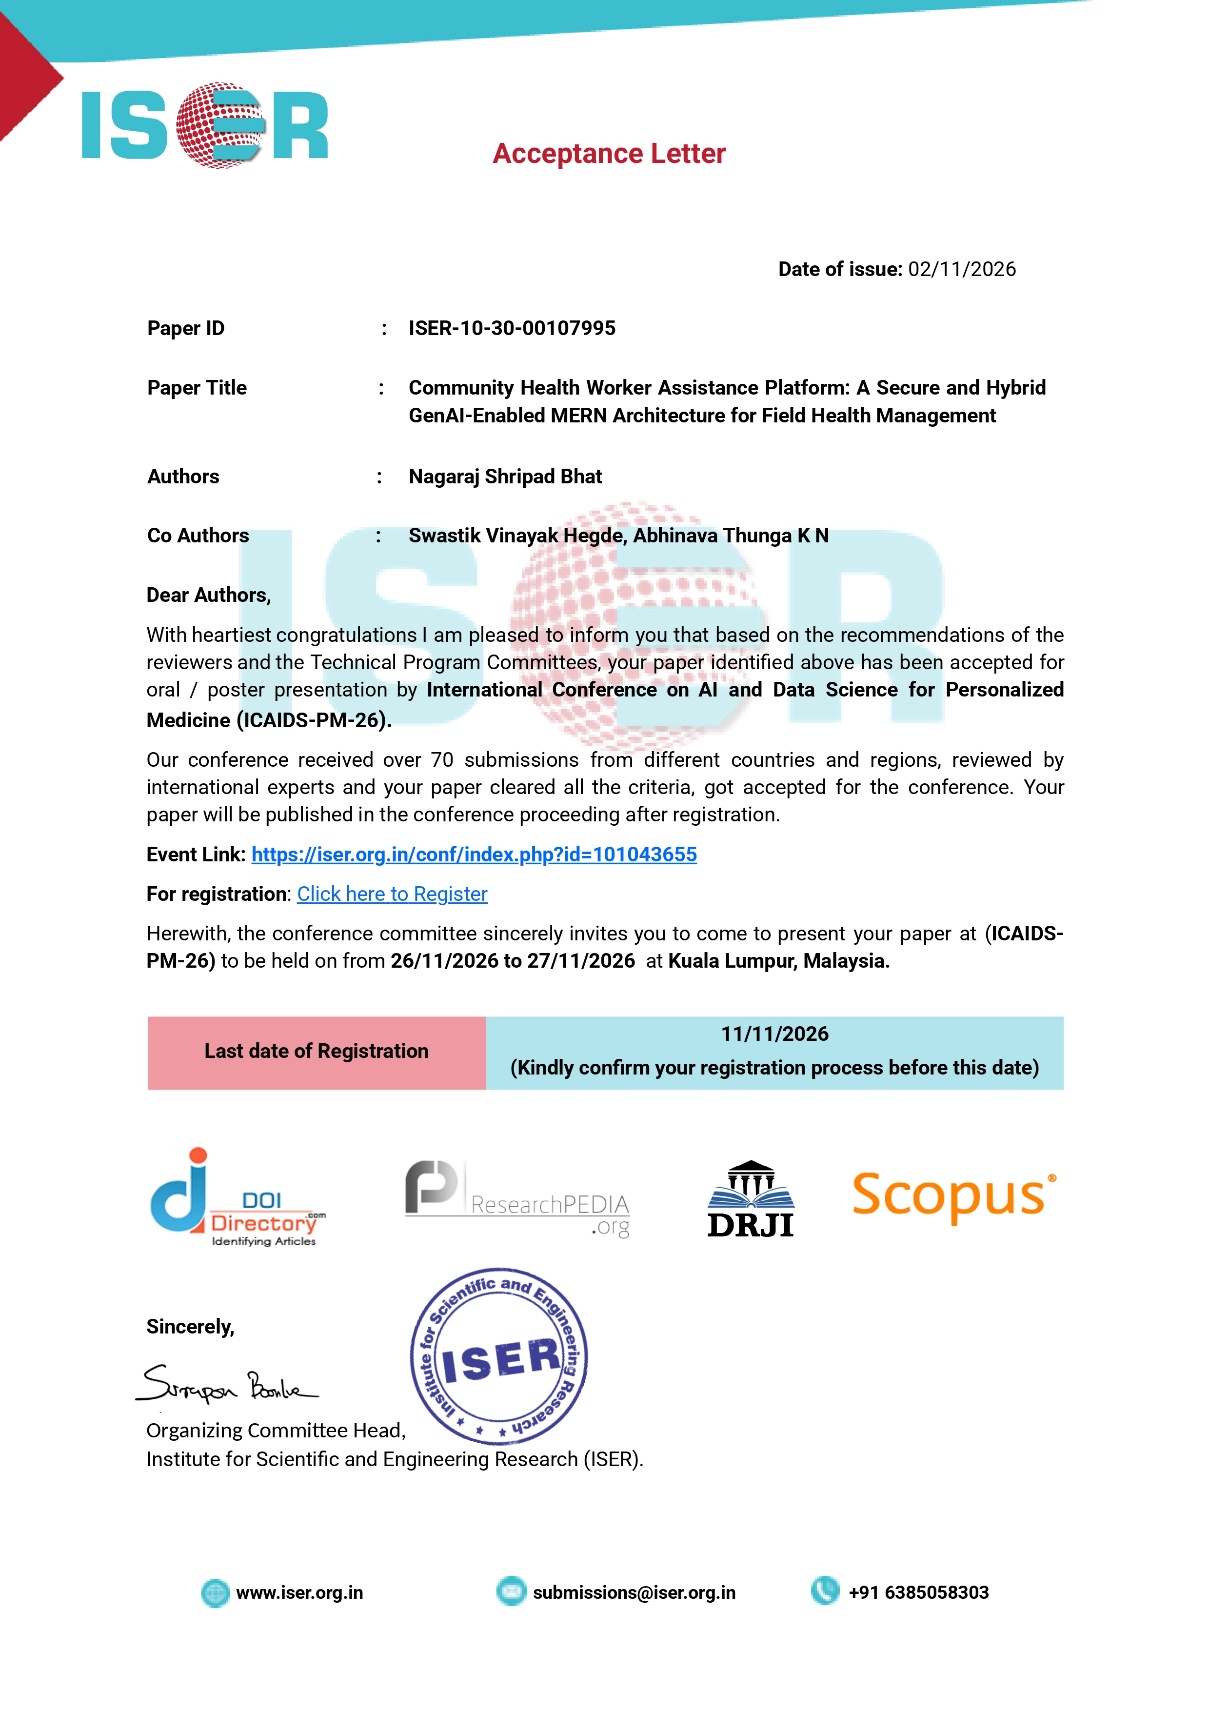 ISER
Acceptance Letter
Date of issue: 02/11/2026
Paper ID : ISER-10-30-00107995
Paper Title : Community Health Worker Assistance Platform: A Secure and Hybrid
GenAI-Enabled MERN Architecture for Field Health Management
Authors : Nagaraj Shripad Bhat
Co Authors : Swastik Vinayak Hegde, Abhinava Thunga K N
ISER
Dear Authors,
With heartiest congratulations I am pleased to inform you that based on the recommendations of the
reviewers and the Technical Program Committees, your paper identified above has been accepted for
oral / poster presentation by International Conference on AI and Data Science for Personalized
Medicine (ICAIDS-PM-26).
Our conference received over 70 submissions from different countries and regions, reviewed by
international experts and your paper cleared all the criteria, got accepted for the conference. Your
paper will be published in the conference proceeding after registration.
Event Link: https://iser.org.in/conf/index.php?id=101043655
For registration: Click here to Register
Herewith, the conference committee sincerely invites you to come to present your paper at (ICAIDS-
PM-26) to be held on from 26/11/2026 to 27/11/2026 at Kuala Lumpur, Malaysia.
Last date of Registration
11/11/2026
(Kindly confirm your registration process before this date)
DOI
Directory.com
Identifying Articles
ResearchPEDIA
.org
DRJI
Scopus®
Institute for Scientific and Engineering Research
ISER
Sincerely,
Organizing Committee Head,
Institute for Scientific and Engineering Research (ISER).
www.iser.org.in submissions@iser.org.in +91 6385058303